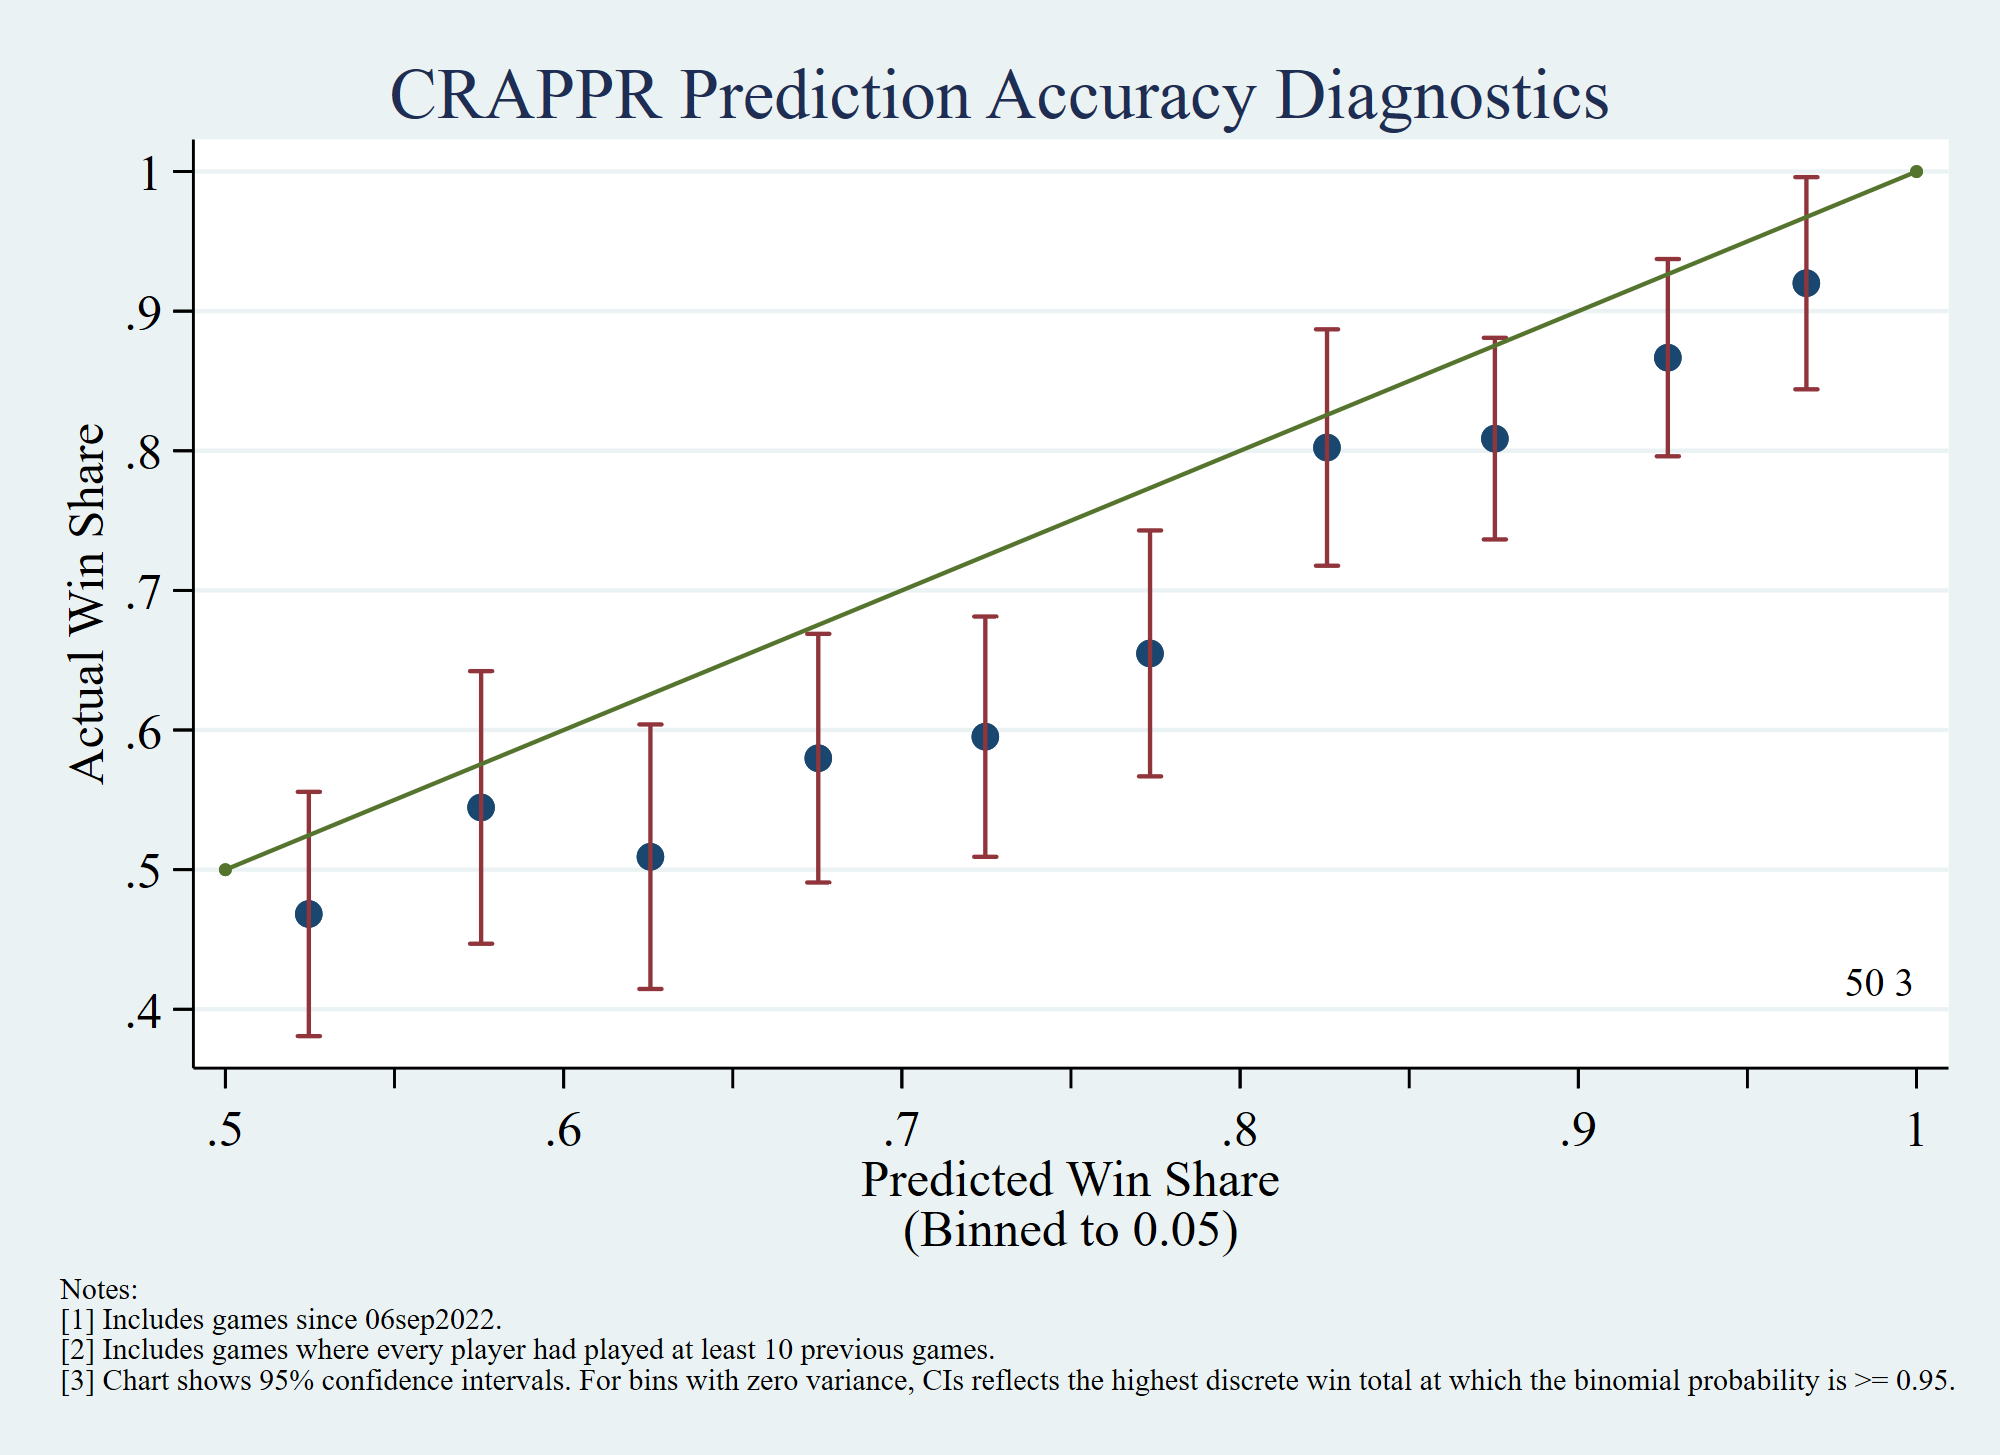 CRAPPR Prediction Accuracy Diagnostics
1
.9
.8
.7
.6
.5
.4
Actual Win Share
50 3
.5 .6 .7 .8 .9 1
Predicted Win Share
(Binned to 0.05)
Notes:
[1] Includes games since 06sep2022.
[2] Includes games where every player had played at least 10 previous games.
[3] Chart shows 95% confidence intervals. For bins with zero variance, CIs reflects the highest discrete win total at which the binomial probability is >= 0.95.